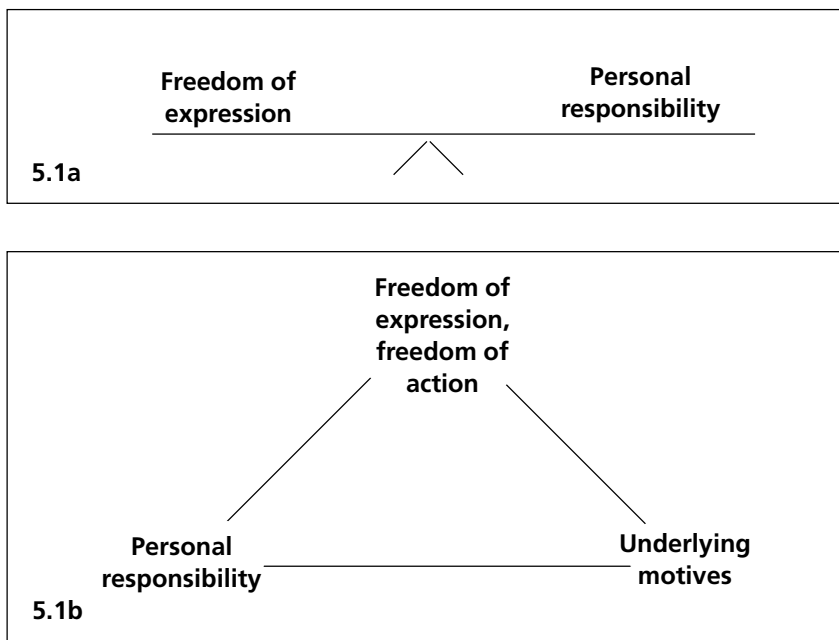 Freedom of
expression
Personal
responsibility
5.1a
Freedom of
expression,
freedom of
action
Personal
responsibility
Underlying
motives
5.1b